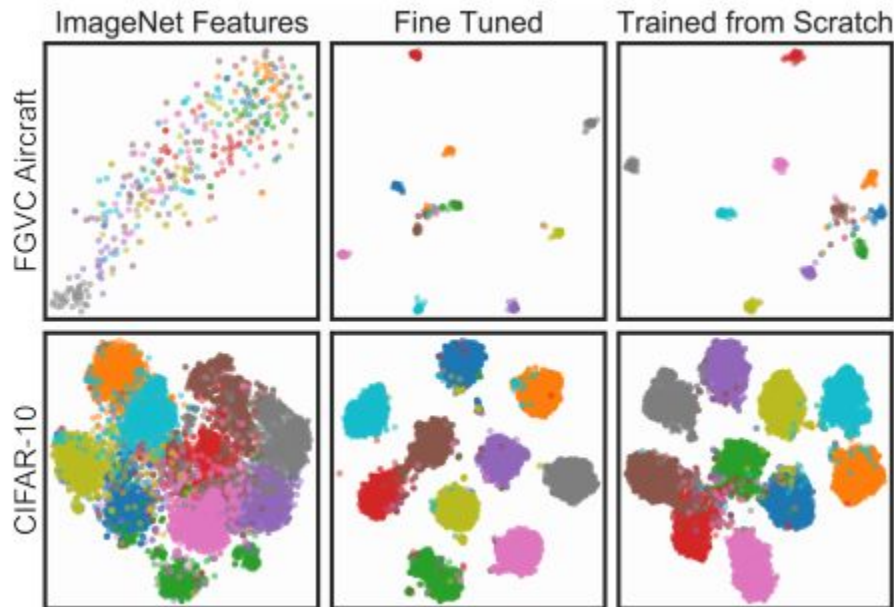 ImageNet Features
Fine Tuned
Trained from Scratch
FGVC Aircraft
CIFAR-10